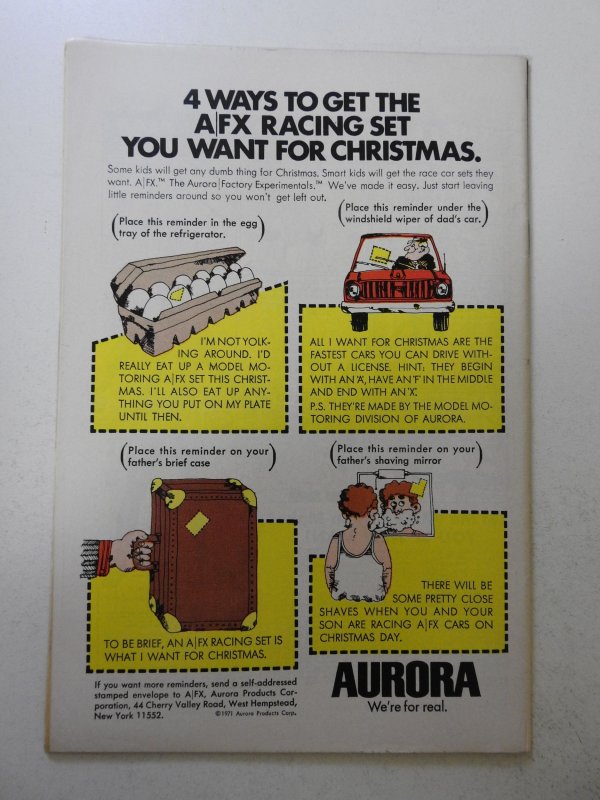 4 WAYS TO GET THE
A|FX RACING SET
YOU WANT FOR CHRISTMAS.
Some kids will get any dumb thing for Christmas. Smart kids will get the race car sets they
want. A|FX.™ The Aurora|Factory Experimentals.™ We've made it easy. Just start leaving
little reminders around so you won't get left out.
(Place this reminder in the egg
tray of the refrigerator.)
I'M NOT YOLK-
ING AROUND. I'D
REALLY EAT UP A MODEL MO-
TORING A|FX SET THIS CHRIST-
MAS. I'LL ALSO EAT UP ANY-
THING YOU PUT ON MY PLATE
UNTIL THEN.
(Place this reminder under the
windshield wiper of dad's car.)
ALL I WANT FOR CHRISTMAS ARE THE
FASTEST CARS YOU CAN DRIVE WITH-
OUT A LICENSE. HINT: THEY BEGIN
WITH AN 'A', HAVE AN 'F' IN THE MIDDLE
AND END WITH AN 'X'.
P.S. THEY'RE MADE BY THE MODEL MO-
TORING DIVISION OF AURORA.
(Place this reminder on your
father's brief case)
TO BE BRIEF, AN A|FX RACING SET IS
WHAT I WANT FOR CHRISTMAS.
(Place this reminder on your
father's shaving mirror)
THERE WILL BE
SOME PRETTY CLOSE
SHAVES WHEN YOU AND YOUR
SON ARE RACING A|FX CARS ON
CHRISTMAS DAY.
If you want more reminders, send a self-addressed
stamped envelope to A|FX, Aurora Products Cor-
poration, 44 Cherry Valley Road, West Hempstead,
New York 11552. ©1971 Aurora Products Corp.
AURORA
We're for real.